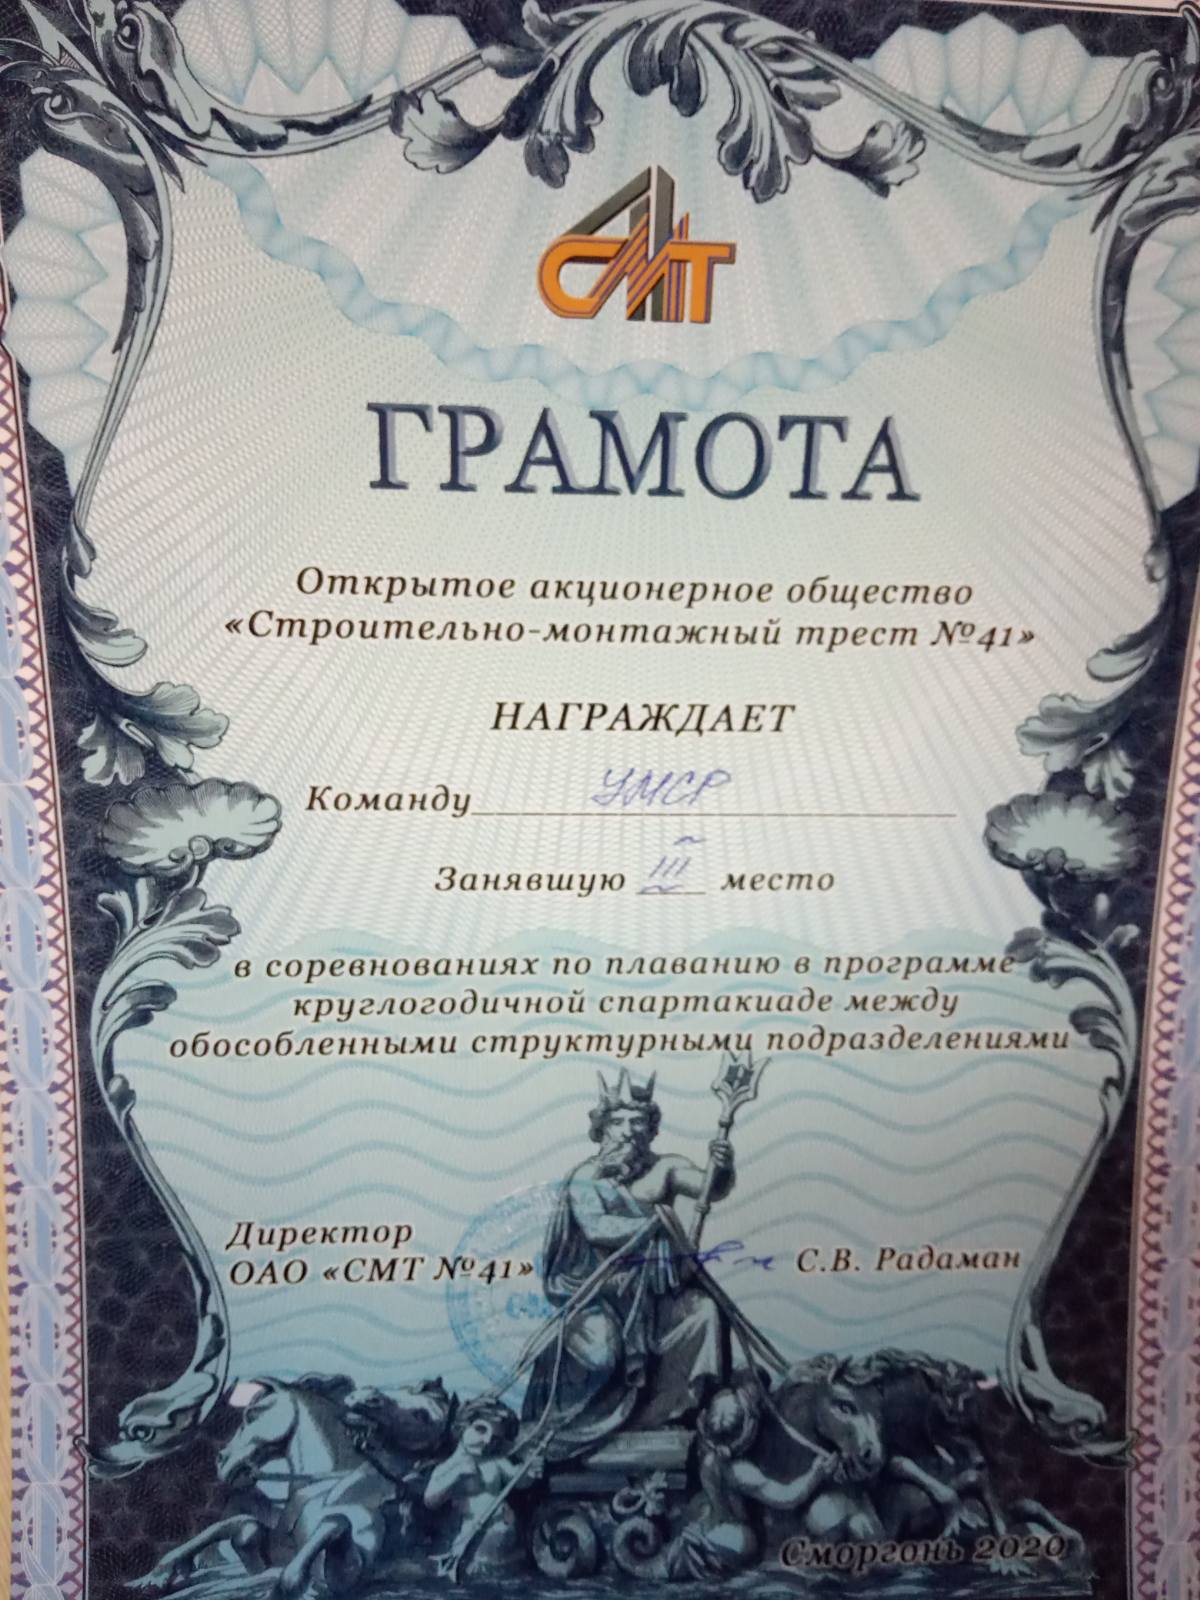 СМТ
ГРАМОТА
Открытое акционерное общество
«Строительно-монтажный трест №41»
НАГРАЖДАЕТ
Команду УМСР
Занявшую III место
в соревнованиях по плаванию в программе
круглогодичной спартакиаде между
обособленными структурными подразделениями
Директор
ОАО «СМТ №41» С.В. Радаман
Сморгонь 2020